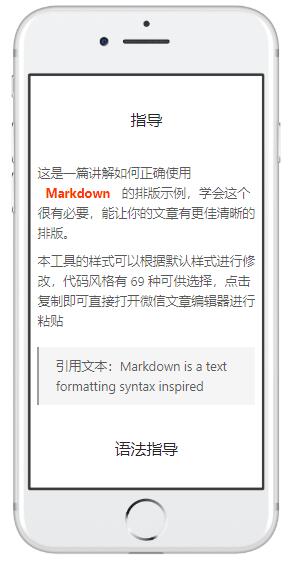 指导
这是一篇讲解如何正确使用
Markdown 的排版示例，学会这个
很有必要，能让你的文章有更佳清晰的
排版。
本工具的样式可以根据默认样式进行修
改，代码风格有 69 种可供选择，点击
复制即可直接打开微信文章编辑器进行
粘贴
引用文本：Markdown is a text
formatting syntax inspired
语法指导